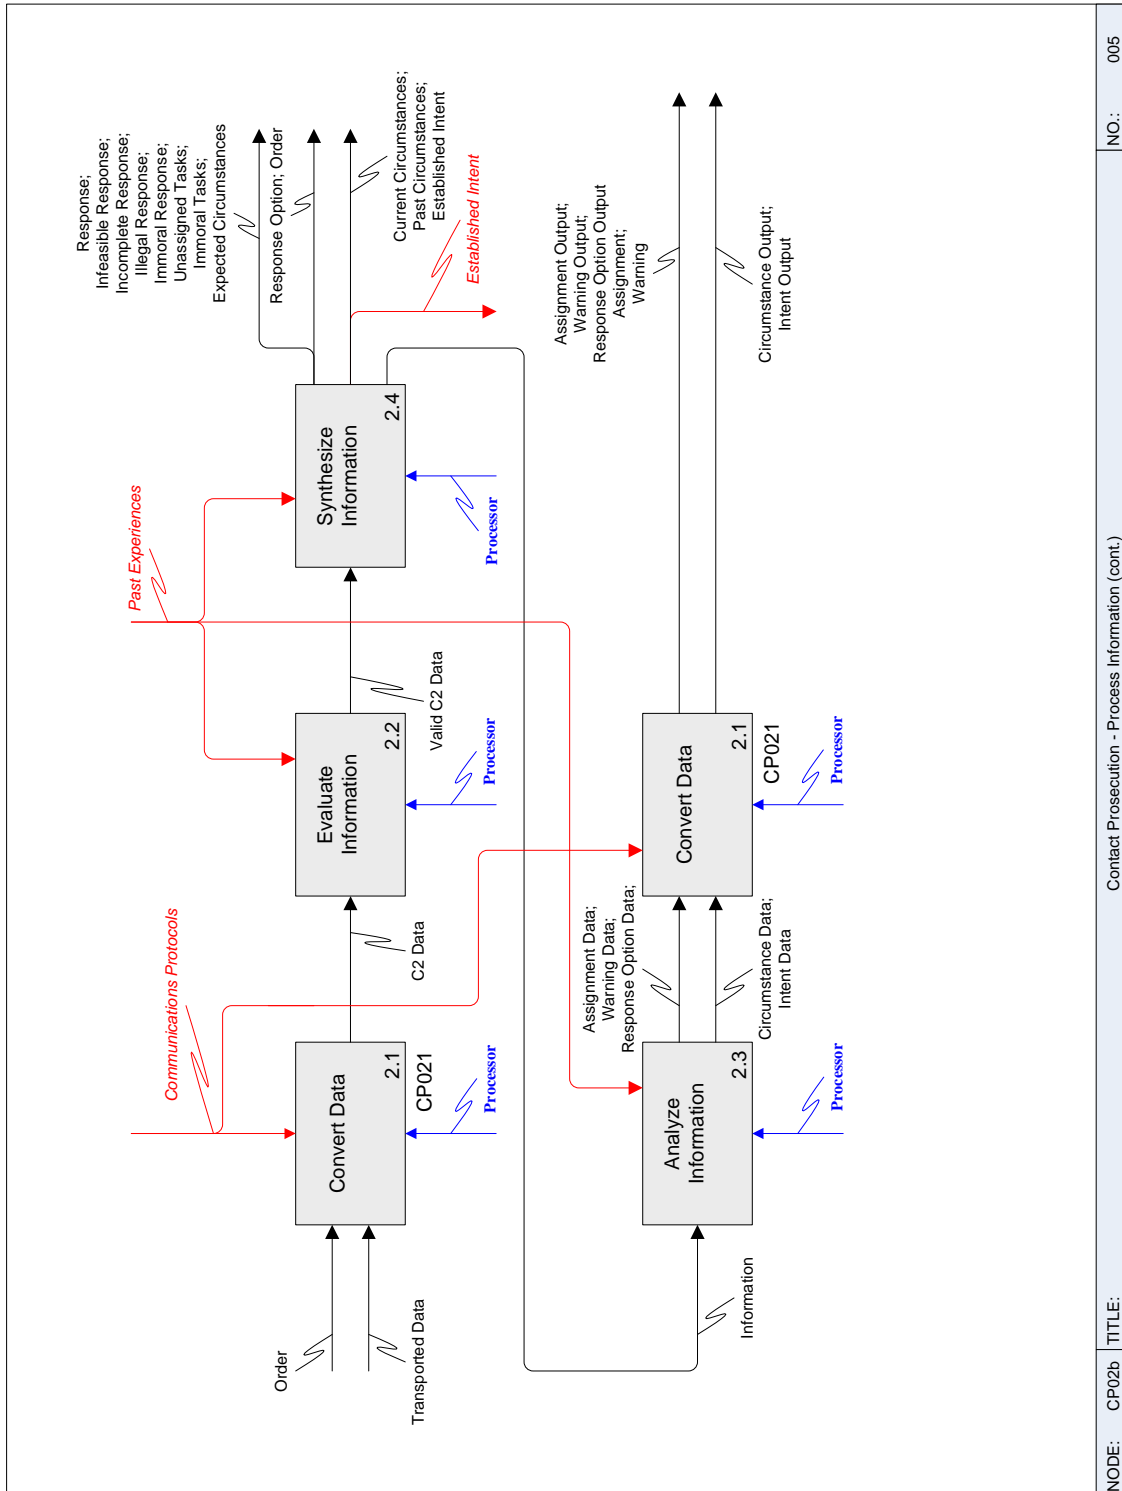 Response;
Infeasible Response;
Incomplete Response;
Illegal Response;
Immoral Response;
Unassigned Tasks;
Immoral Tasks;
Expected Circumstances
Response Option; Order
Current Circumstances;
Past Circumstances;
Established Intent
Established Intent
Past Experiences
Communications Protocols
Order
Transported Data
Convert Data
2.1
CP021
Processor
C2 Data
Evaluate
Information
2.2
Processor
Valid C2 Data
Synthesize
Information
2.4
Processor
Information
Analyze
Information
2.3
Processor
Assignment Data;
Warning Data;
Response Option Data;
Circumstance Data;
Intent Data
Convert Data
2.1
CP021
Processor
Assignment Output;
Warning Output;
Response Option Output
Assignment;
Warning
Circumstance Output;
Intent Output
NODE: CP02b
TITLE: Contact Prosecution - Process Information (cont.)
NO.: 005